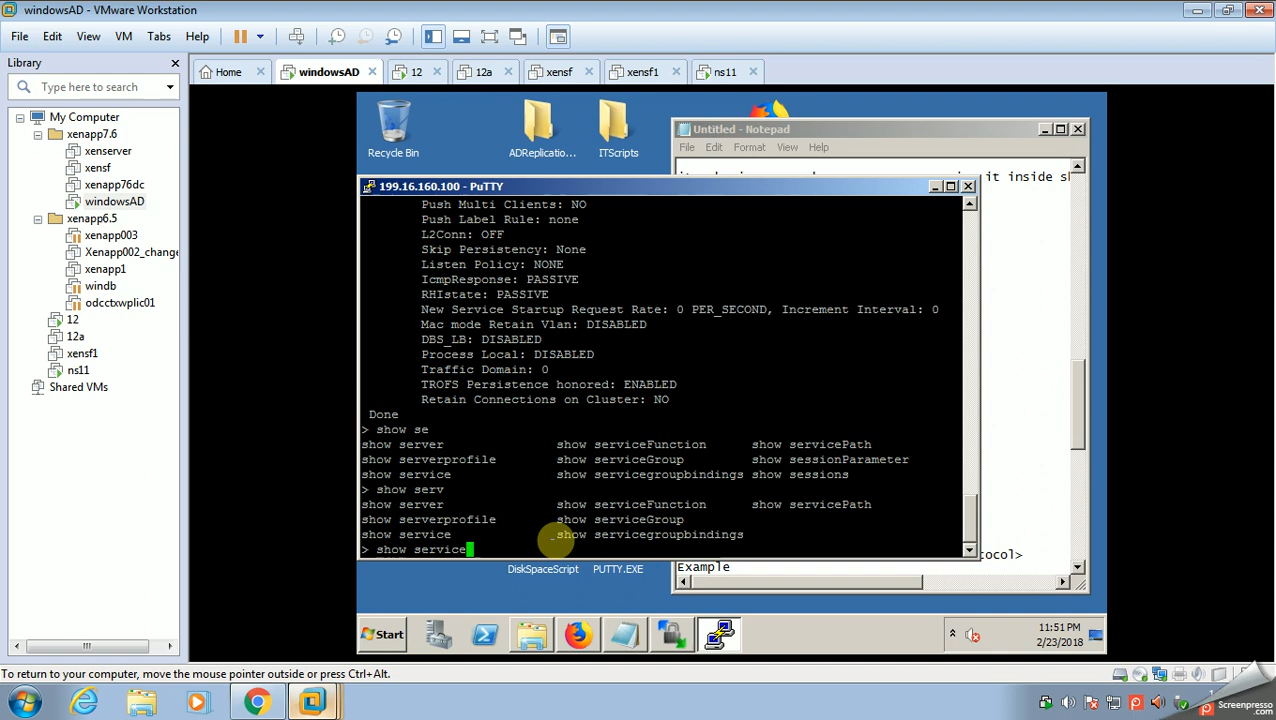 windowsAD - VMware Workstation
File Edit View VM Tabs Help
Library
Type here to search
My Computer
xenapp7.6
xenserver
xensf
xenapp76dc
windowsAD
xenapp6.5
xenapp003
Xenapp002_change
xenapp1
windb
odcctxwplic01
12
12a
xensf1
ns11
Shared VMs
Home windowsAD 12 12a xensf xensf1 ns11
Recycle Bin ADReplicatio... ITScripts
Untitled - Notepad
File Edit Format View Help
199.16.160.100 - PuTTY
Push Multi Clients: NO
Push Label Rule: none
L2Conn: OFF
Skip Persistency: None
Listen Policy: NONE
IcmpResponse: PASSIVE
RHIstate: PASSIVE
New Service Startup Request Rate: 0 PER_SECOND, Increment Interval: 0
Mac mode Retain Vlan: DISABLED
DBS_LB: DISABLED
Process Local: DISABLED
Traffic Domain: 0
TROFS Persistence honored: ENABLED
Retain Connections on Cluster: NO
Done
> show se
show server show serviceFunction show servicePath
show serverprofile show serviceGroup show sessionParameter
show service show servicegroupbindings show sessions
> show serv
show server show serviceFunction show servicePath
show serverprofile show serviceGroup
show service show servicegroupbindings
> show service
Example
DiskSpaceScript PUTTY.EXE
Start
11:51 PM
2/23/2018
To return to your computer, move the mouse pointer outside or press Ctrl+Alt.
Screenpresso
.com